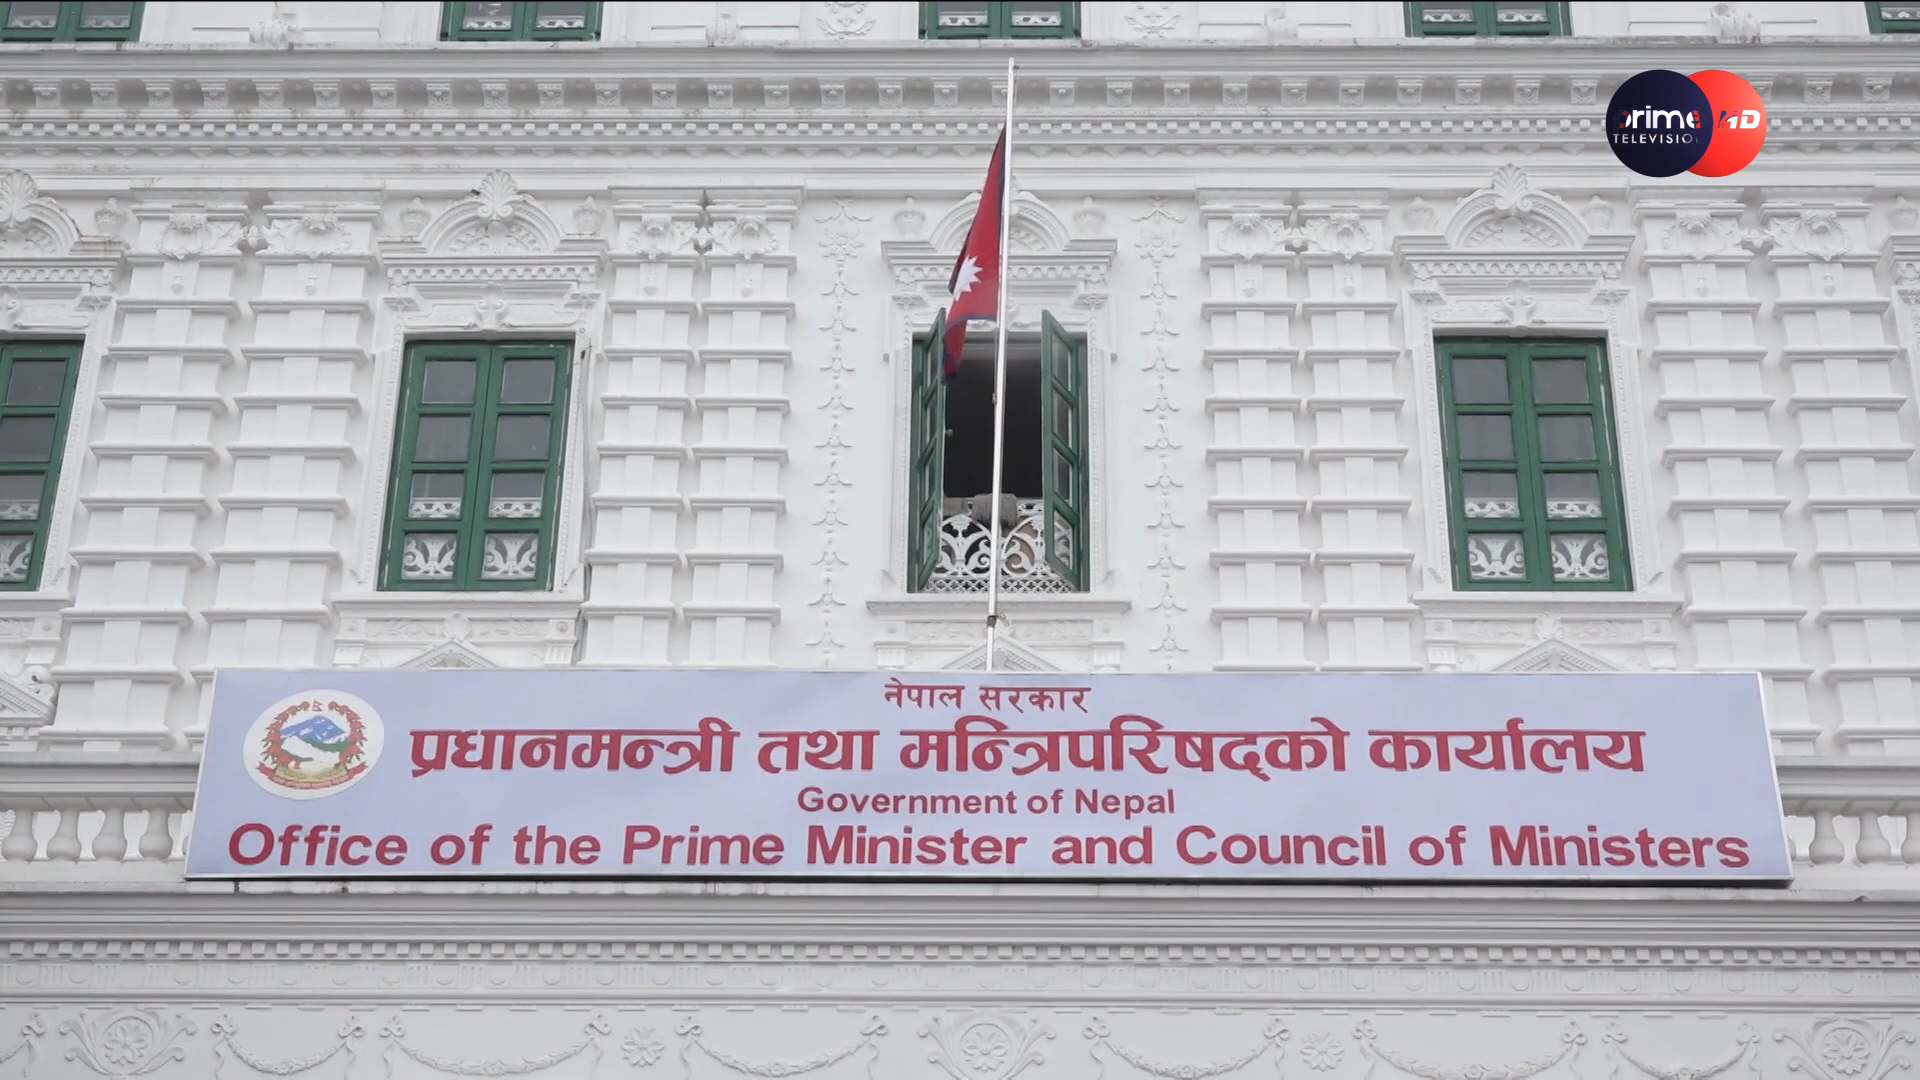 prime HD
TELEVISION
नेपाल सरकार
प्रधानमन्त्री तथा मन्त्रिपरिषद्को कार्यालय
Government of Nepal
Office of the Prime Minister and Council of Ministers